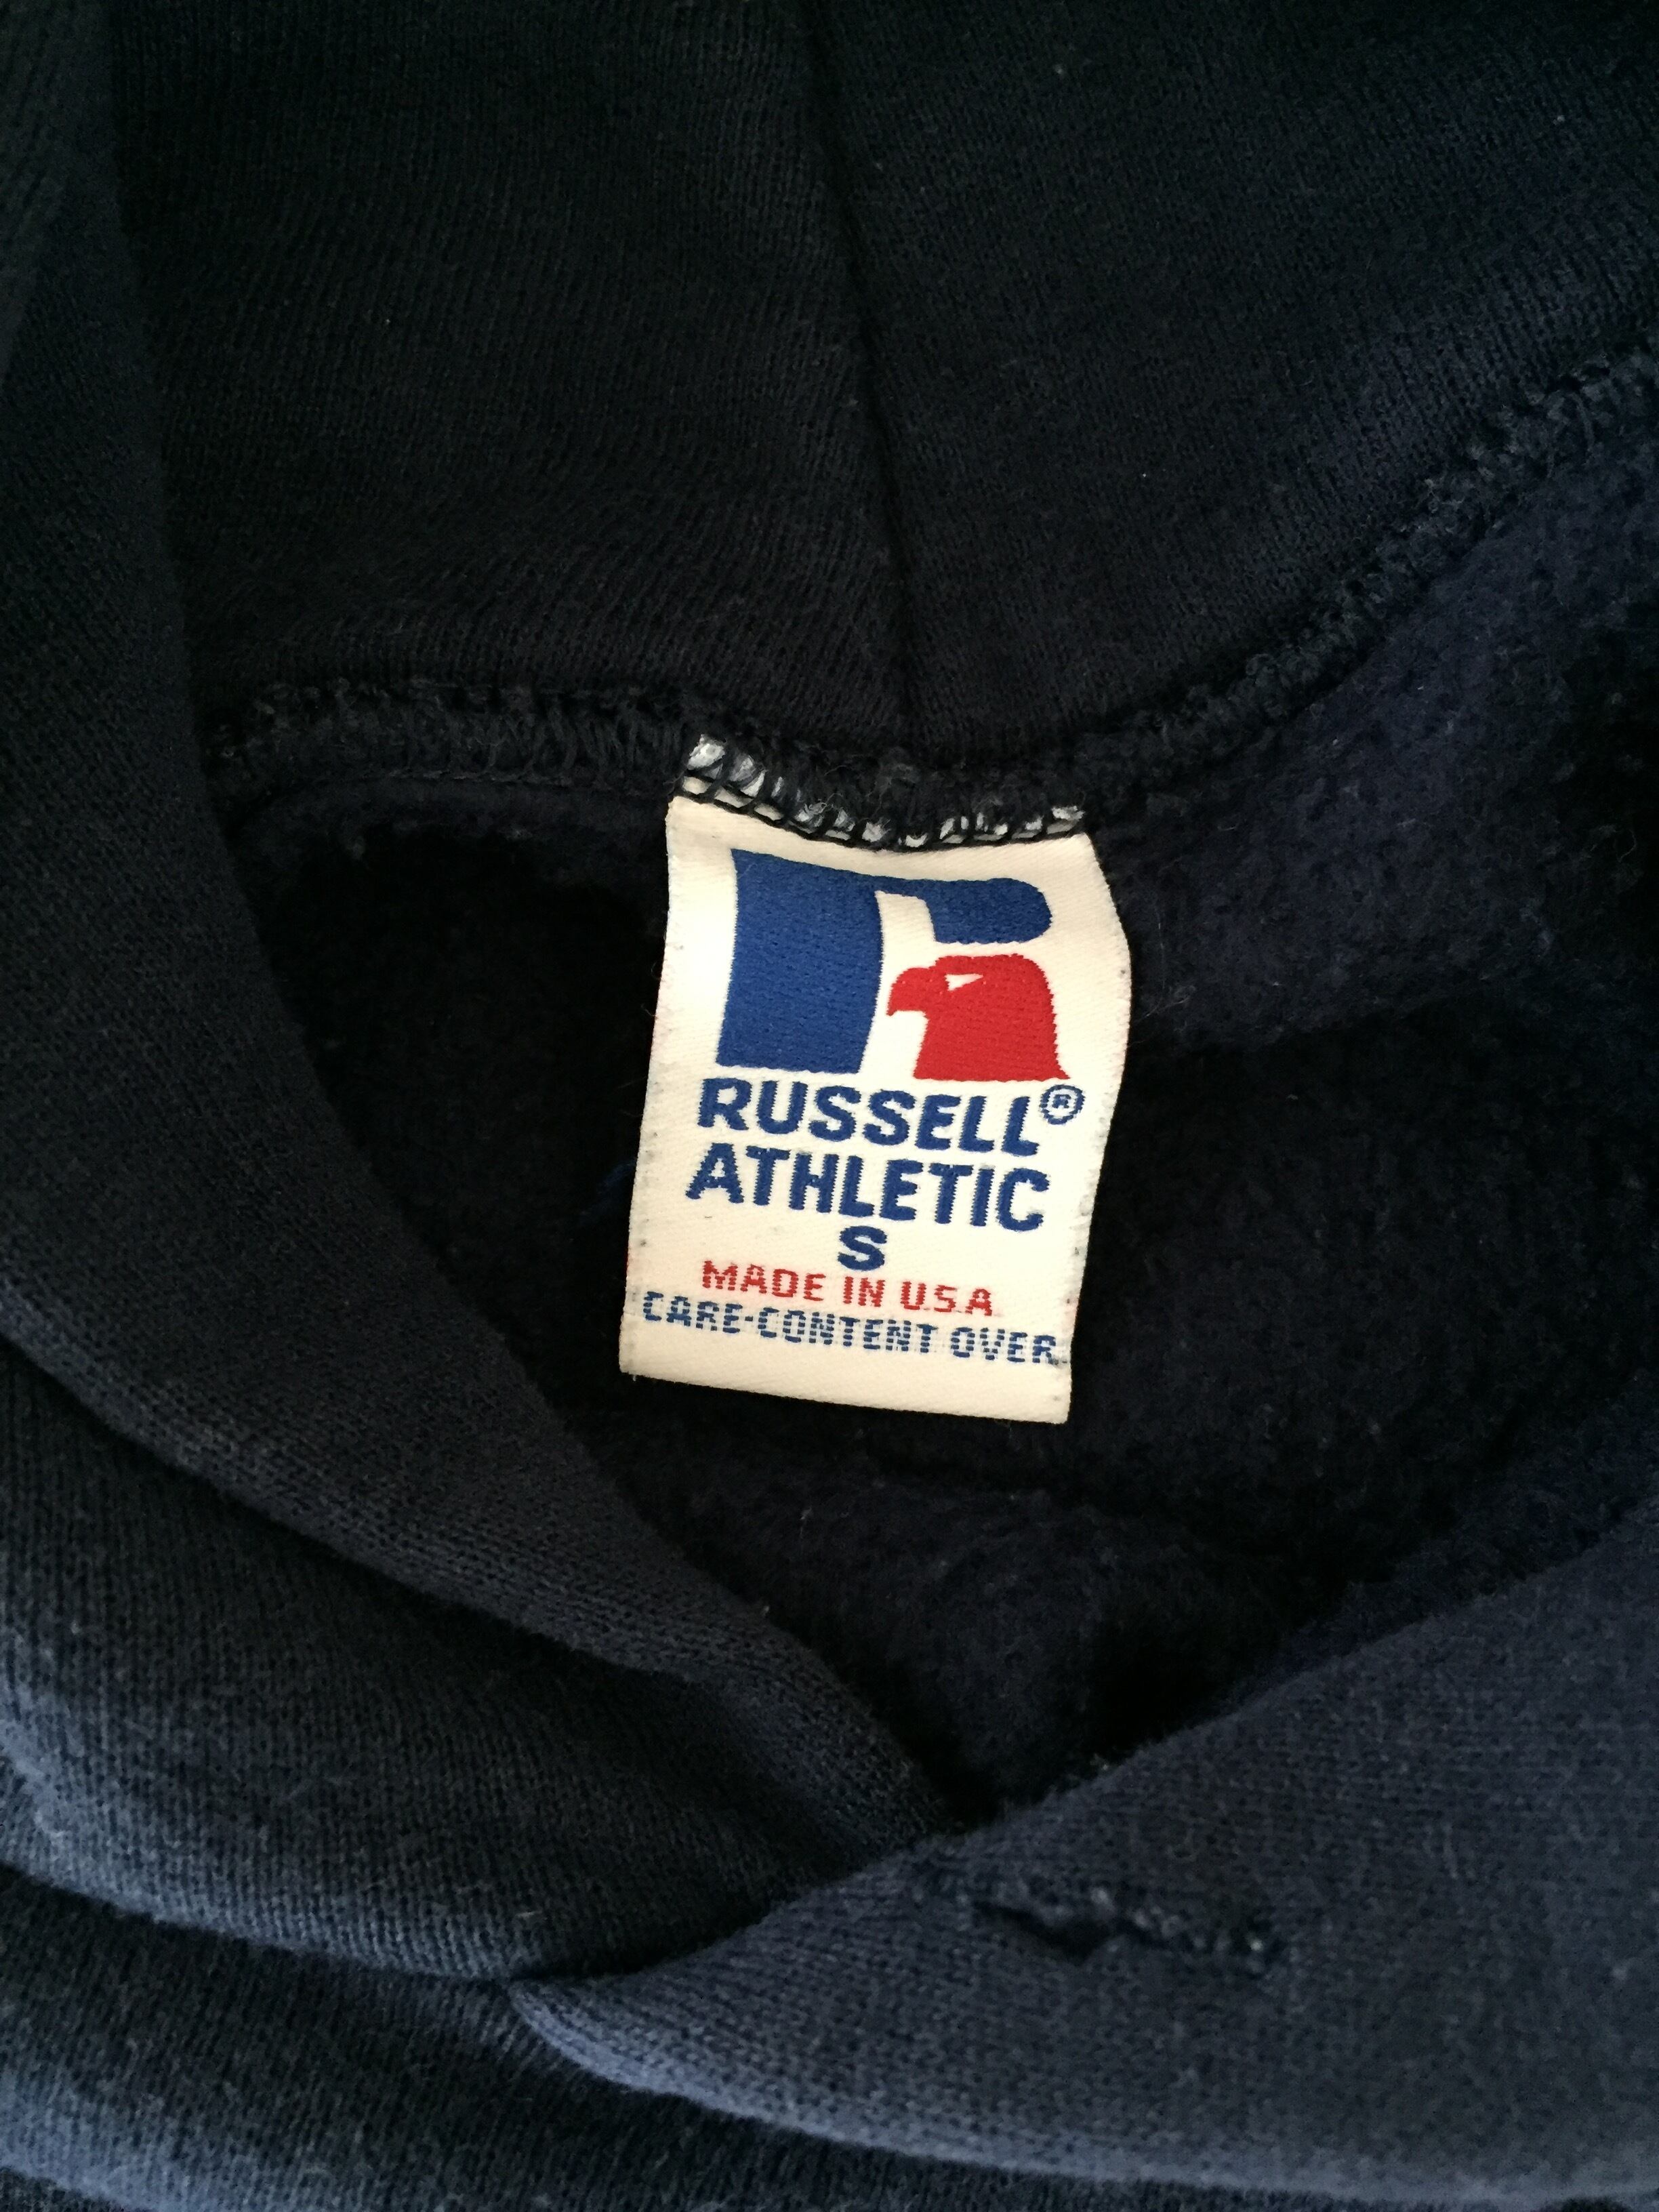 RUSSELL®
ATHLETIC
S
MADE IN U.S.A.
CARE-CONTENT OVER